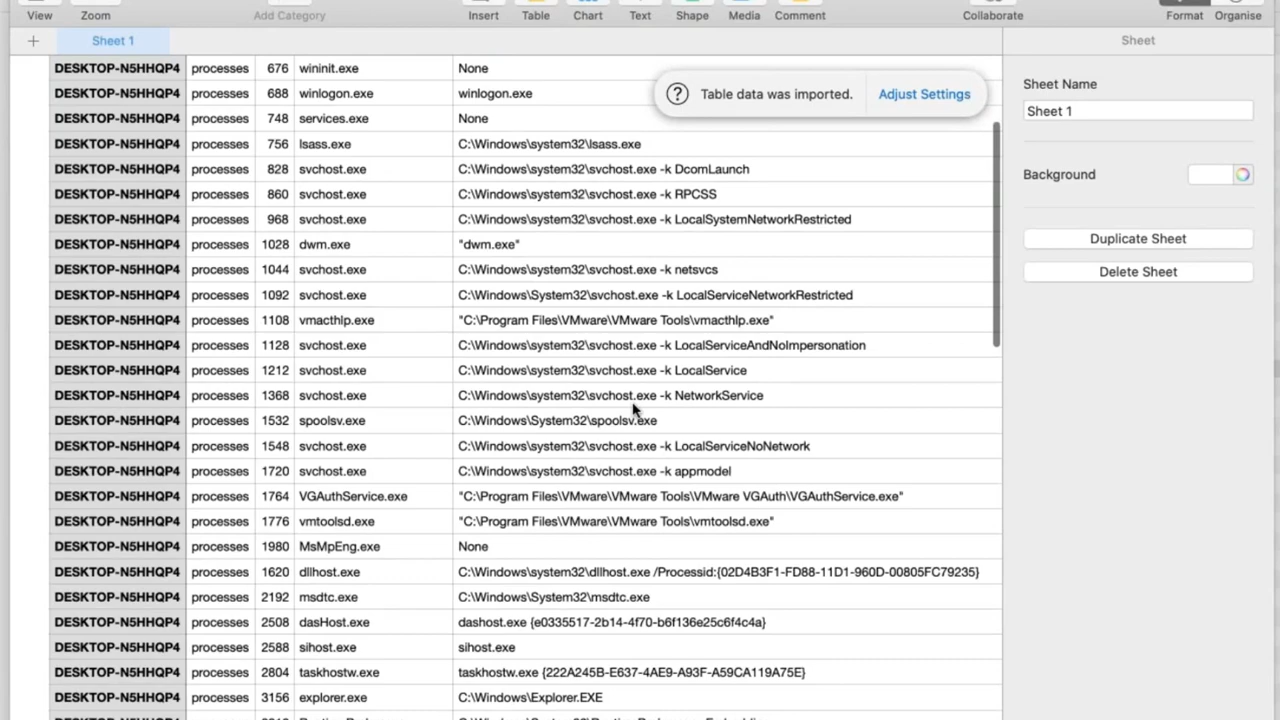 View Zoom Add Category Insert Table Chart Text Shape Media Comment Collaborate Format Organise
+ Sheet 1 Sheet
DESKTOP-N5HHQP4 processes 676 wininit.exe None
DESKTOP-N5HHQP4 processes 688 winlogon.exe winlogon.exe
DESKTOP-N5HHQP4 processes 748 services.exe None
DESKTOP-N5HHQP4 processes 756 lsass.exe C:\Windows\system32\lsass.exe
DESKTOP-N5HHQP4 processes 828 svchost.exe C:\Windows\system32\svchost.exe -k DcomLaunch
DESKTOP-N5HHQP4 processes 860 svchost.exe C:\Windows\system32\svchost.exe -k RPCSS
DESKTOP-N5HHQP4 processes 968 svchost.exe C:\Windows\system32\svchost.exe -k LocalSystemNetworkRestricted
DESKTOP-N5HHQP4 processes 1028 dwm.exe "dwm.exe"
DESKTOP-N5HHQP4 processes 1044 svchost.exe C:\Windows\system32\svchost.exe -k netsvcs
DESKTOP-N5HHQP4 processes 1092 svchost.exe C:\Windows\System32\svchost.exe -k LocalServiceNetworkRestricted
DESKTOP-N5HHQP4 processes 1108 vmacthlp.exe "C:\Program Files\VMware\VMware Tools\vmacthlp.exe"
DESKTOP-N5HHQP4 processes 1128 svchost.exe C:\Windows\system32\svchost.exe -k LocalServiceAndNoImpersonation
DESKTOP-N5HHQP4 processes 1212 svchost.exe C:\Windows\system32\svchost.exe -k LocalService
DESKTOP-N5HHQP4 processes 1368 svchost.exe C:\Windows\system32\svchost.exe -k NetworkService
DESKTOP-N5HHQP4 processes 1532 spoolsv.exe C:\Windows\System32\spoolsv.exe
DESKTOP-N5HHQP4 processes 1548 svchost.exe C:\Windows\system32\svchost.exe -k LocalServiceNoNetwork
DESKTOP-N5HHQP4 processes 1720 svchost.exe C:\Windows\system32\svchost.exe -k appmodel
DESKTOP-N5HHQP4 processes 1764 VGAuthService.exe "C:\Program Files\VMware\VMware Tools\VMware VGAuth\VGAuthService.exe"
DESKTOP-N5HHQP4 processes 1776 vmtoolsd.exe "C:\Program Files\VMware\VMware Tools\vmtoolsd.exe"
DESKTOP-N5HHQP4 processes 1980 MsMpEng.exe None
DESKTOP-N5HHQP4 processes 1620 dllhost.exe C:\Windows\system32\dllhost.exe /Processid:{02D4B3F1-FD88-11D1-960D-00805FC79235}
DESKTOP-N5HHQP4 processes 2192 msdtc.exe C:\Windows\System32\msdtc.exe
DESKTOP-N5HHQP4 processes 2508 dasHost.exe dashost.exe {e0335517-2b14-4f70-b6f136e25c6f4c4a}
DESKTOP-N5HHQP4 processes 2588 sihost.exe sihost.exe
DESKTOP-N5HHQP4 processes 2804 taskhostw.exe taskhostw.exe {222A245B-E637-4AE9-A93F-A59CA119A75E}
DESKTOP-N5HHQP4 processes 3156 explorer.exe C:\Windows\Explorer.EXE
Table data was imported. Adjust Settings
Sheet Name
Sheet 1
Background
Duplicate Sheet
Delete Sheet